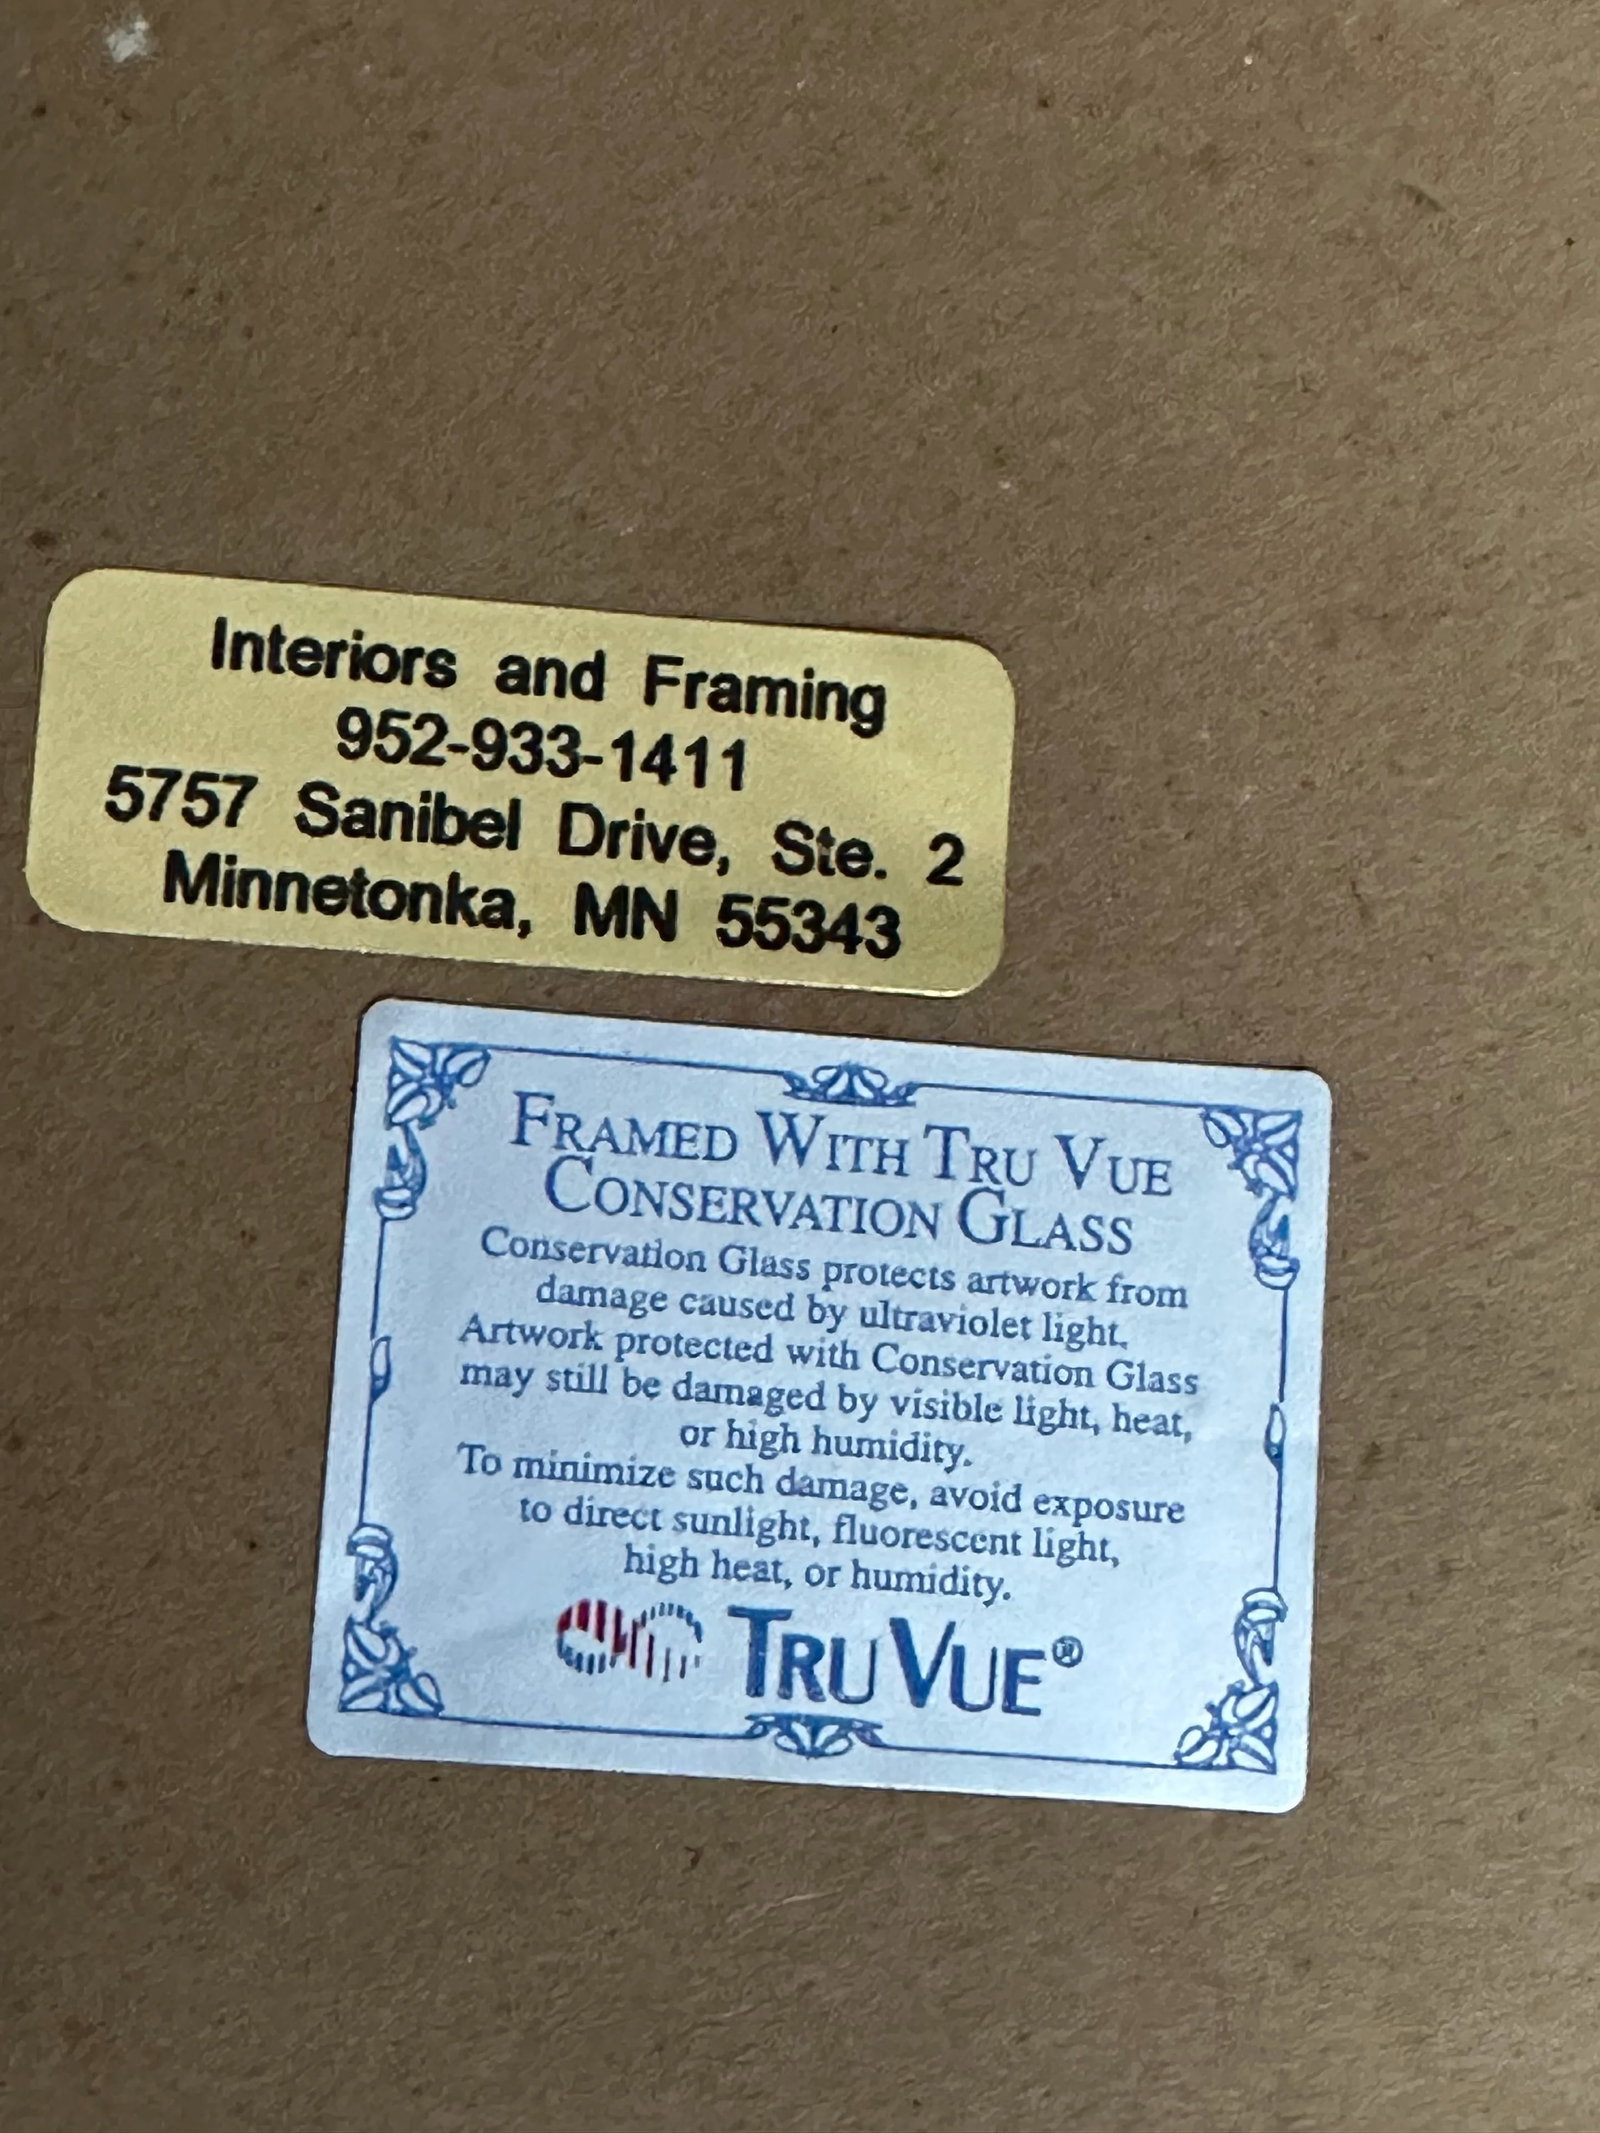 Interiors and Framing
952-933-1411
5757 Sanibel Drive, Ste. 2
Minnetonka, MN 55343
FRAMED WITH TRU VUE
CONSERVATION GLASS
Conservation Glass protects artwork from
damage caused by ultraviolet light.
Artwork protected with Conservation Glass
may still be damaged by visible light, heat,
or high humidity.
To minimize such damage, avoid exposure
to direct sunlight, fluorescent light,
high heat, or humidity.
TRU VUE®